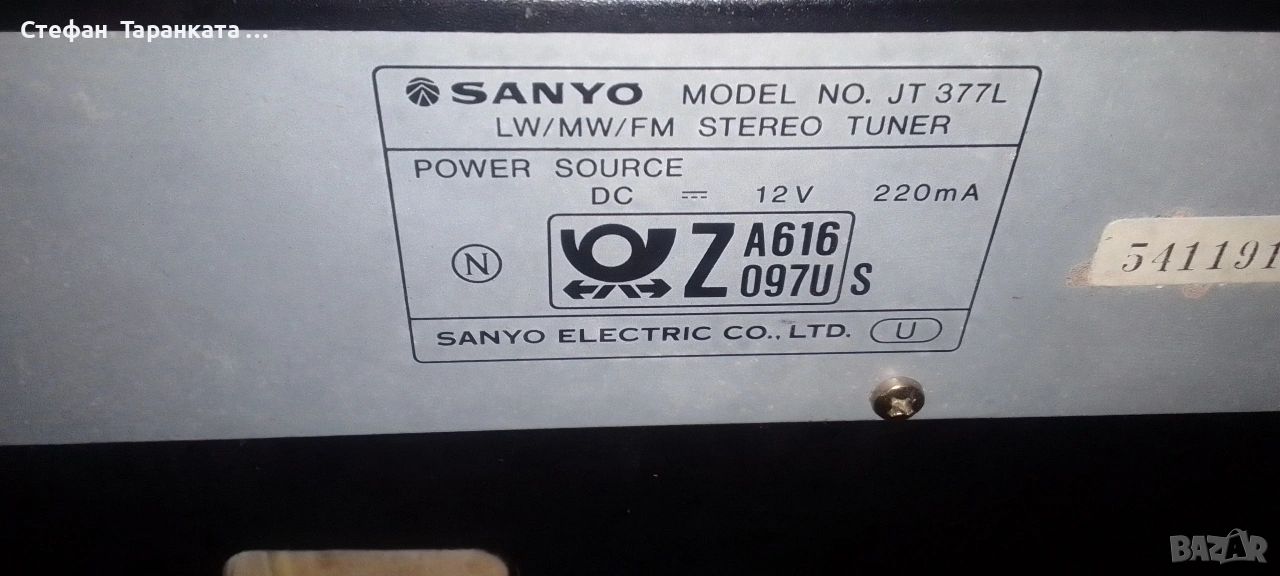 Стефан Таранката ...
SANYO MODEL NO. JT 377L
LW/MW/FM STEREO TUNER
POWER SOURCE
DC 12V 220mA
N
Z A616
097U S
541191
SANYO ELECTRIC CO., LTD. U
BAZAR